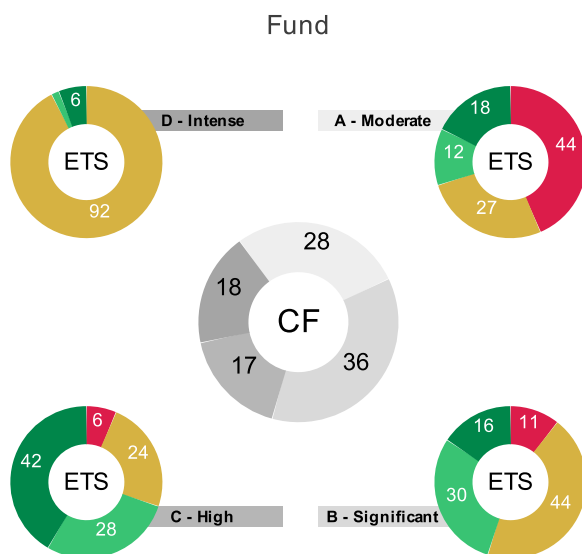 Fund
6
D - Intense
ETS
92
A - Moderate
18
44
12
ETS
27
28
18
CF
17
36
6
42
24
ETS
28
C - High
16
11
30
ETS
44
B - Significant